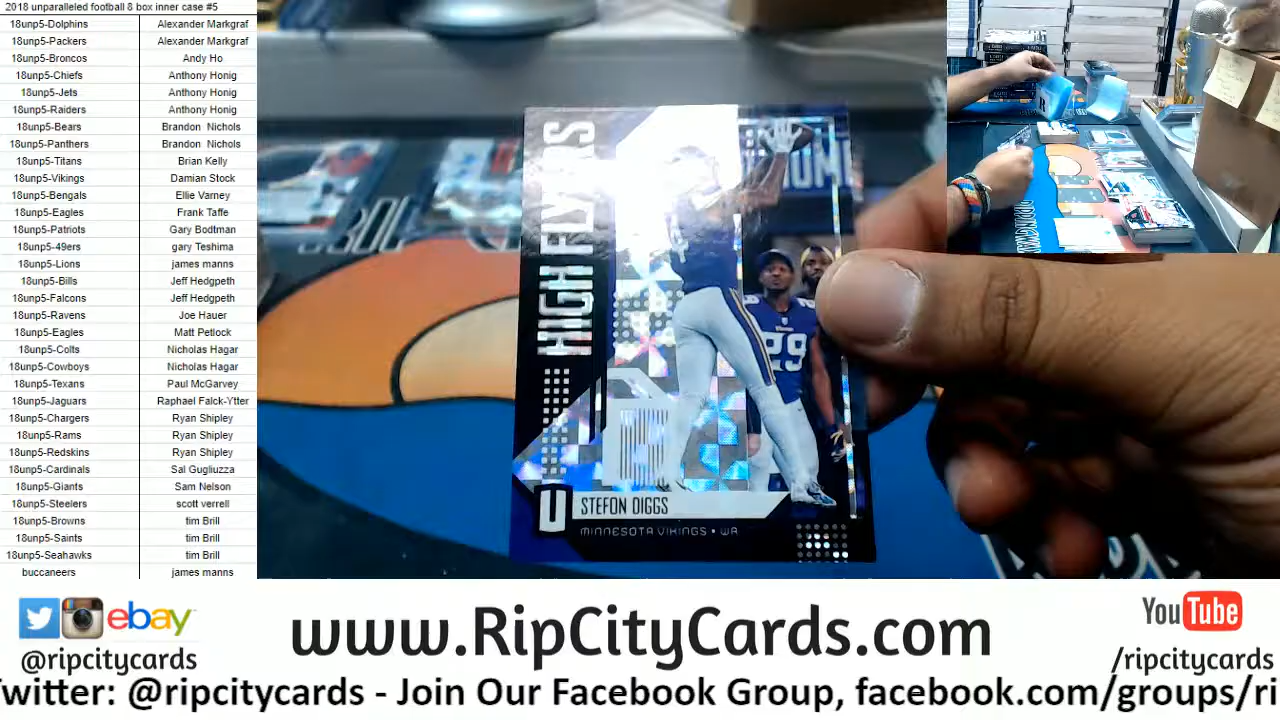 2018 unparalleled football 8 box inner case #5
18unp5-Dolphins Alexander Markgraf
18unp5-Packers Alexander Markgraf
18unp5-Broncos Andy Ho
18unp5-Chiefs Anthony Honig
18unp5-Jets Anthony Honig
18unp5-Raiders Anthony Honig
18unp5-Bears Brandon Nichols
18unp5-Panthers Brandon Nichols
18unp5-Titans Brian Kelly
18unp5-Vikings Damian Stock
18unp5-Bengals Ellie Varney
18unp5-Eagles Frank Taffe
18unp5-Patriots Gary Bodtman
18unp5-49ers gary Teshima
18unp5-Lions james manns
18unp5-Bills Jeff Hedgpeth
18unp5-Falcons Jeff Hedgpeth
18unp5-Ravens Joe Hauer
18unp5-Eagles Matt Petlock
18unp5-Colts Nicholas Hagar
18unp5-Cowboys Nicholas Hagar
18unp5-Texans Paul McGarvey
18unp5-Jaguars Raphael Falck-Ytter
18unp5-Chargers Ryan Shipley
18unp5-Rams Ryan Shipley
18unp5-Redskins Ryan Shipley
18unp5-Cardinals Sal Gugliuzza
18unp5-Giants Sam Nelson
18unp5-Steelers scott verrell
18unp5-Browns tim Brill
18unp5-Saints tim Brill
18unp5-Seahawks tim Brill
buccaneers james manns
HIGH FLYERS
29
U STEFON DIGGS
MINNESOTA VIKINGS • WR
ebay
@ripcitycards
www.RipCityCards.com
YouTube
/ripcitycards
Twitter: @ripcitycards - Join Our Facebook Group, facebook.com/groups/ri